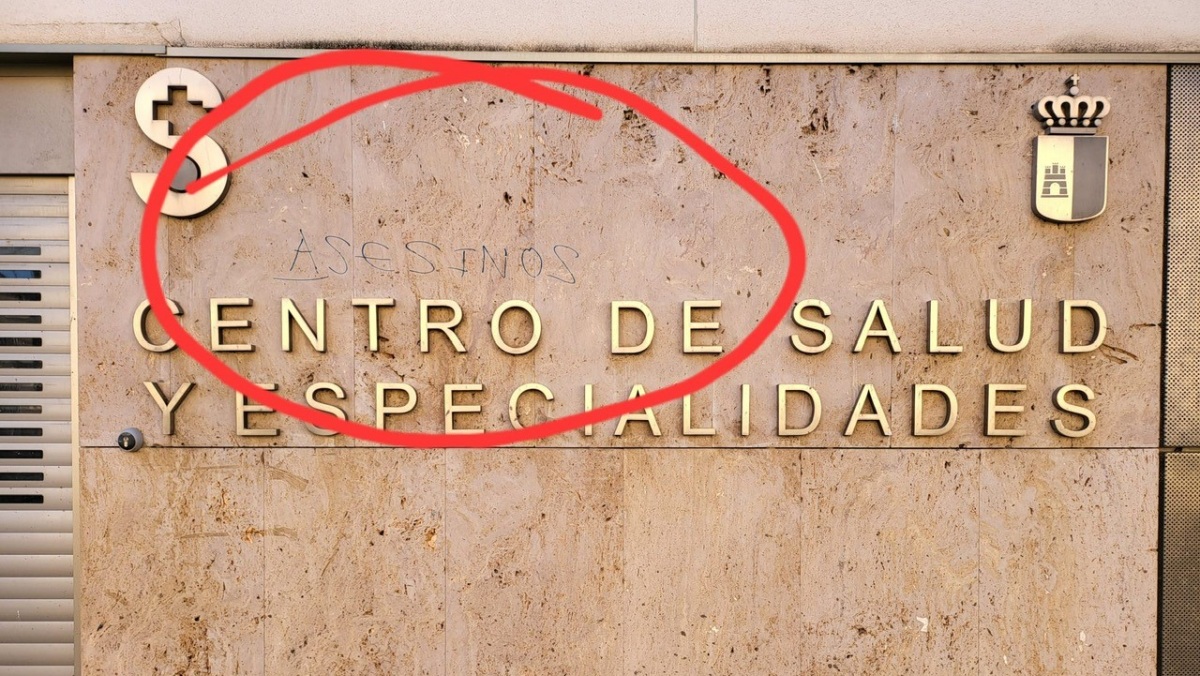 ASESINOS
CENTRO DE SALUD
Y ESPECIALIDADES